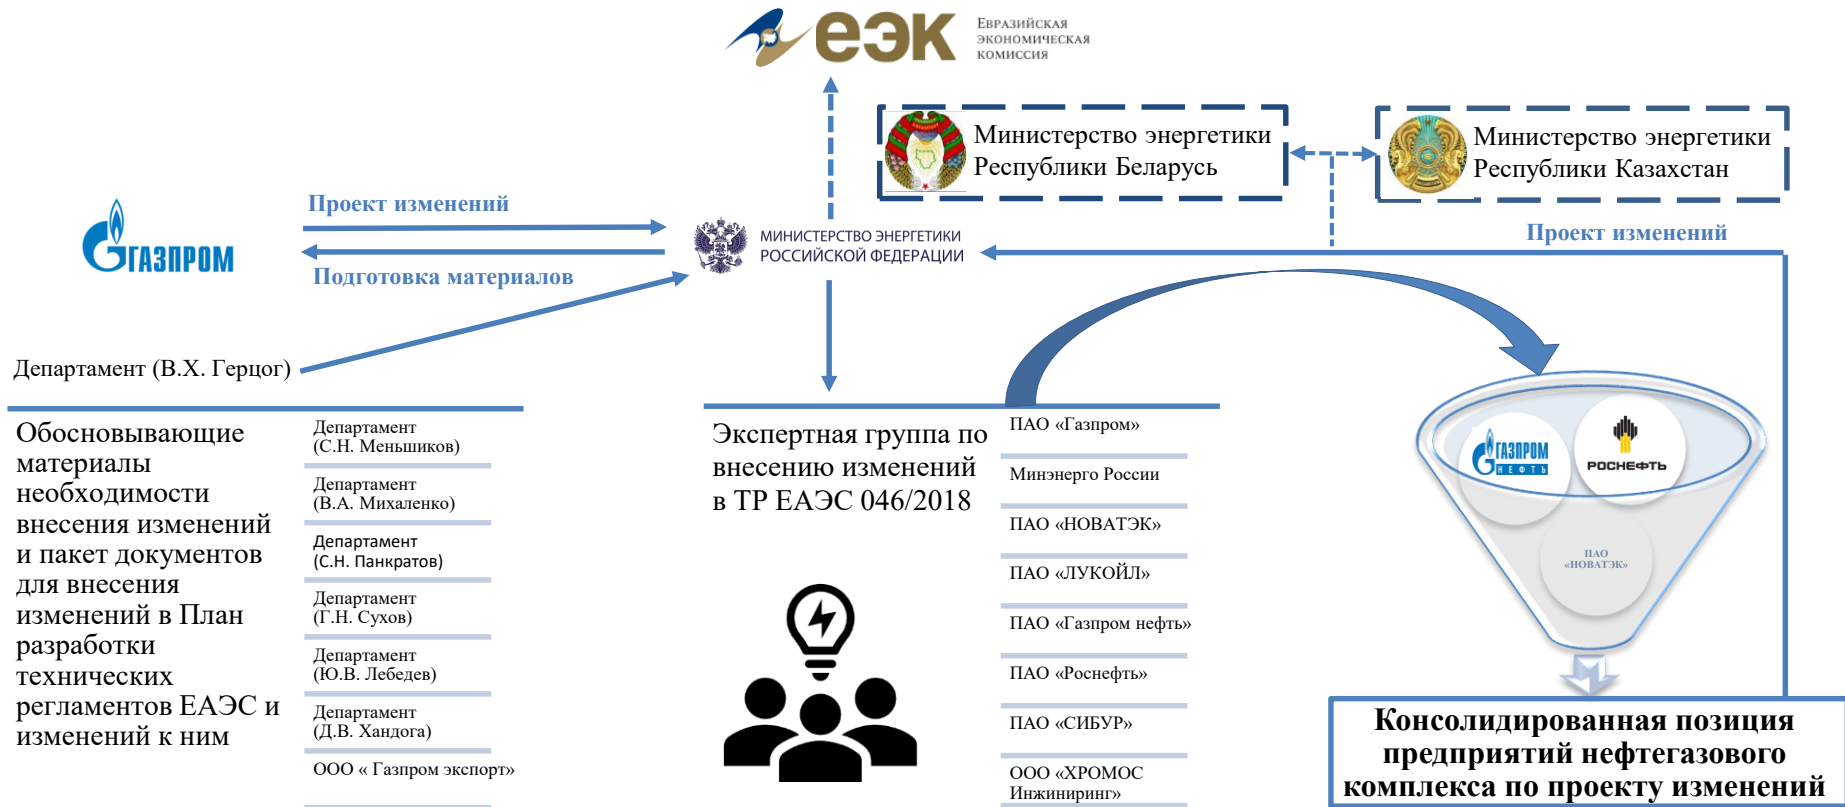 еэк
ЕВРАЗИЙСКАЯ
ЭКОНОМИЧЕСКАЯ
КОМИССИЯ
Министерство энергетики
Республики Беларусь
Министерство энергетики
Республики Казахстан
Проект изменений
ГАЗПРОМ
МИНИСТЕРСТВО ЭНЕРГЕТИКИ
РОССИЙСКОЙ ФЕДЕРАЦИИ
Проект изменений
Подготовка материалов
Департамент (В.Х. Герцог)
Обосновывающие
материалы
необходимости
внесения изменений
и пакет документов
для внесения
изменений в План
разработки
технических
регламентов ЕАЭС и
изменений к ним
Департамент
(С.Н. Меньшиков)
Департамент
(В.А. Михаленко)
Департамент
(С.Н. Панкратов)
Департамент
(Г.Н. Сухов)
Департамент
(Ю.В. Лебедев)
Департамент
(Д.В. Хандога)
ООО « Газпром экспорт»
Экспертная группа по
внесению изменений
в ТР ЕАЭС 046/2018
ПАО «Газпром»
Минэнерго России
ПАО «НОВАТЭК»
ПАО «ЛУКОЙЛ»
ПАО «Газпром нефть»
ПАО «Роснефть»
ПАО «СИБУР»
ООО «ХРОМОС
Инжиниринг»
ГАЗПРОМ
НЕФТЬ
РОСНЕФТЬ
ПАО
«НОВАТЭК»
Консолидированная позиция
предприятий нефтегазового
комплекса по проекту изменений